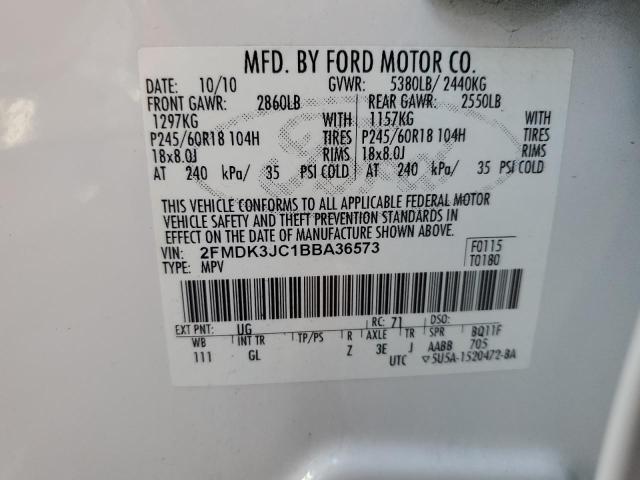 MFD. BY FORD MOTOR CO.
DATE: 10/10 GVWR: 5380LB/ 2440KG
FRONT GAWR: 2860LB REAR GAWR: 2550LB
1297KG WITH 1157KG WITH
P245/60R18 104H TIRES P245/60R18 104H TIRES
18x8.0J RIMS 18x8.0J RIMS
AT 240 kPa/ 35 PSI COLD AT 240 kPa/ 35 PSI COLD
THIS VEHICLE CONFORMS TO ALL APPLICABLE FEDERAL MOTOR
VEHICLE SAFETY AND THEFT PREVENTION STANDARDS IN
EFFECT ON THE DATE OF MANUFACTURE SHOWN ABOVE.
VIN: 2FMDK3JC1BBA36573 F0115
TYPE: MPV T0180
EXT PNT: UG RC: 71 DSO:
WB INT TR TP/PS R AXLE TR SPR BQ11F
111 GL Z 3E J AABB 705
UTC ▽5U5A-1520472-BA